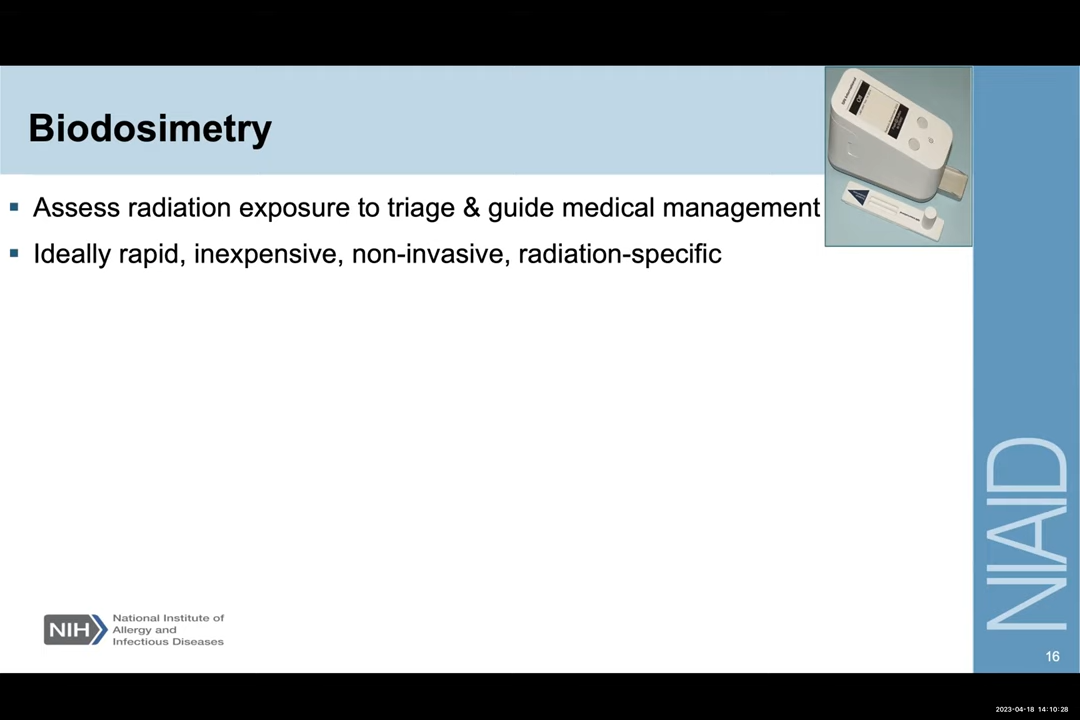 Biodosimetry
Assess radiation exposure to triage & guide medical management
Ideally rapid, inexpensive, non-invasive, radiation-specific
NIH
National Institute of
Allergy and
Infectious Diseases
NIAID
16
2023-04-18 14:10:28